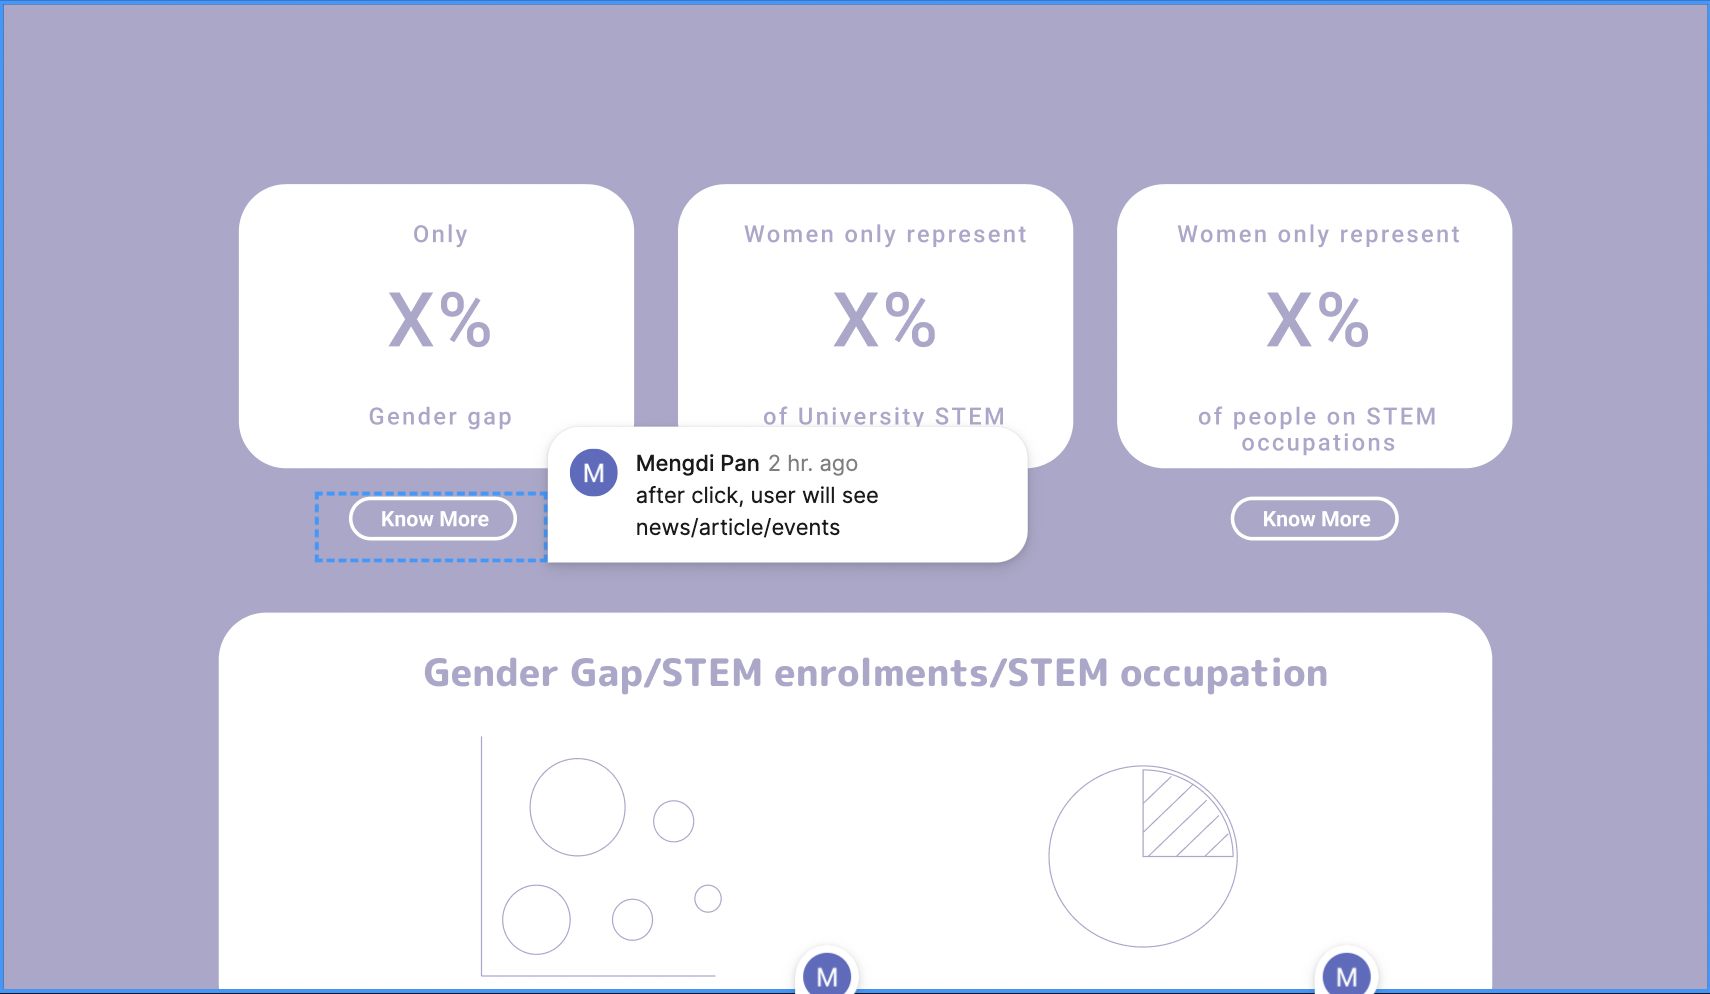 Only
X%
Gender gap
Women only represent
X%
of University STEM
Women only represent
X%
of people on STEM
occupations
Know More
M
Mengdi Pan 2 hr. ago
after click, user will see
news/article/events
Know More
Gender Gap/STEM enrolments/STEM occupation
M
M